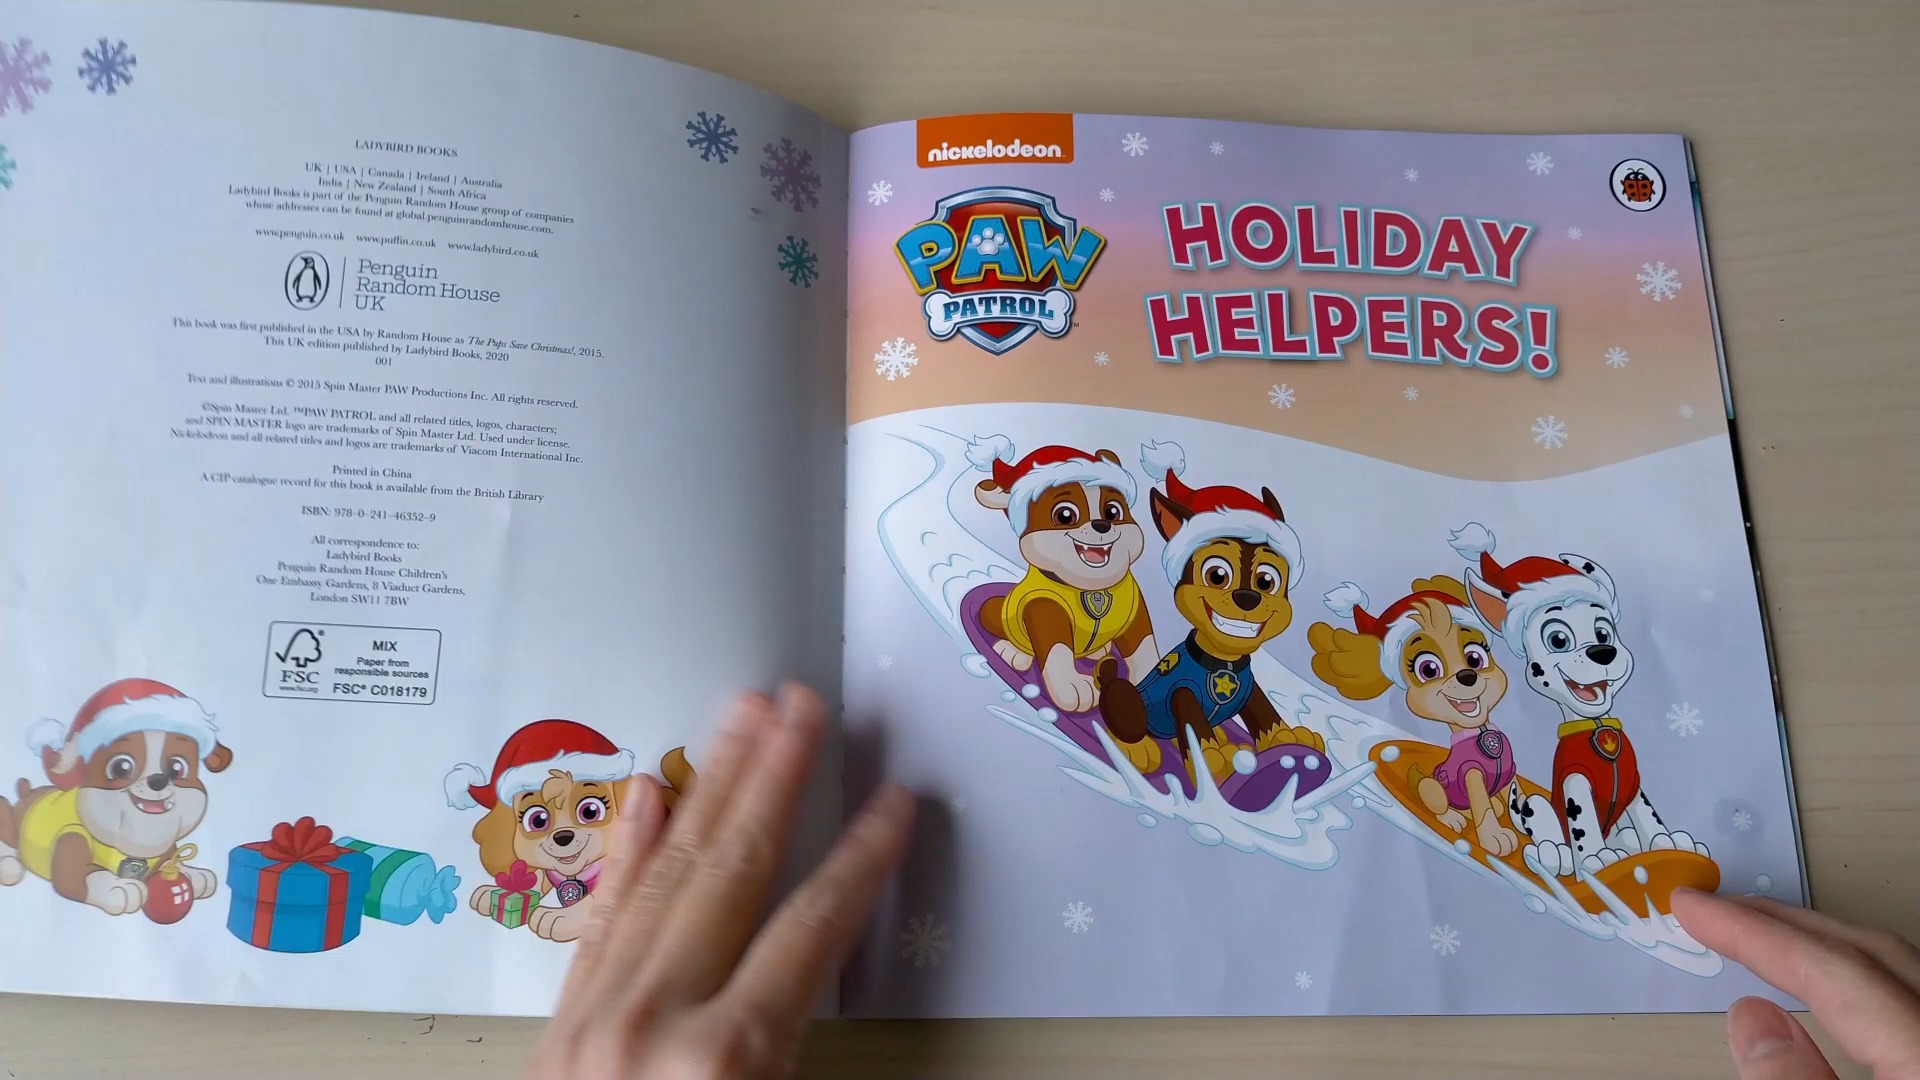 LADYBIRD BOOKS
UK | USA | Canada | Ireland | Australia
India | New Zealand | South Africa
Ladybird Books is part of the Penguin Random House group of companies
whose addresses can be found at global.penguinrandomhouse.com.
www.penguin.co.uk www.puffin.co.uk www.ladybird.co.uk
Penguin
Random House
UK
This book was first published in the USA by Random House as The Pups Save Christmas!, 2015.
This UK edition published by Ladybird Books, 2020
001
Text and illustrations © 2015 Spin Master PAW Productions Inc. All rights reserved.
©Spin Master Ltd. ™PAW PATROL and all related titles, logos, characters;
and SPIN MASTER logo are trademarks of Spin Master Ltd. Used under license.
Nickelodeon and all related titles and logos are trademarks of Viacom International Inc.
Printed in China
A CIP catalogue record for this book is available from the British Library
ISBN: 978-0-241-46352-9
All correspondence to:
Ladybird Books
Penguin Random House Children's
One Embassy Gardens, 8 Viaduct Gardens,
London SW11 7BW
FSC®
www.fsc.org
MIX
Paper from
responsible sources
FSC® C018179
nickelodeon
PAW
PATROL™
HOLIDAY
HELPERS!